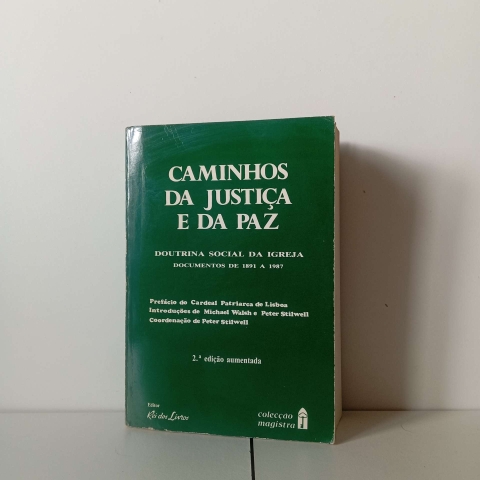 CAMINHOS
DA JUSTIÇA
E DA PAZ
DOUTRINA SOCIAL DA IGREJA
DOCUMENTOS DE 1891 A 1987
Prefácio do Cardeal Patriarca de Lisboa
Introduções de Michael Walsh e Peter Stilwell
Coordenação de Peter Stilwell
2.ª edição aumentada
Editor
Rei dos Livros
colecção
magistra